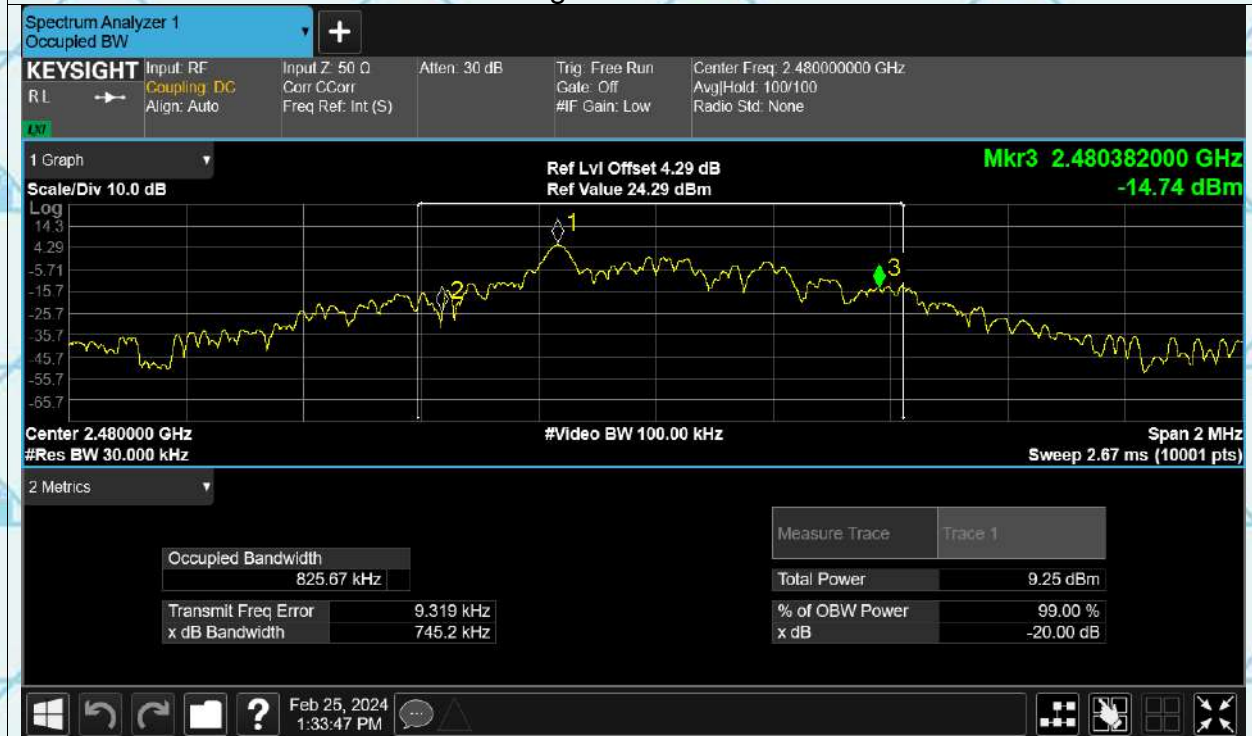 Spectrum Analyzer 1
Occupied BW
+
KEYSIGHT
RL
LXI
Input: RF
Coupling: DC
Align: Auto
Input Z: 50 Ω
Corr CCorr
Freq Ref: Int (S)
Atten: 30 dB
Trig: Free Run
Gate: Off
#IF Gain: Low
Center Freq: 2.480000000 GHz
Avg|Hold: 100/100
Radio Std: None
1 Graph
Scale/Div 10.0 dB
Ref Lvl Offset 4.29 dB
Ref Value 24.29 dBm
Mkr3 2.480382000 GHz
-14.74 dBm
Log
14.3
4.29
-5.71
-15.7
-25.7
-35.7
-45.7
-55.7
-65.7
1
2
3
Center 2.480000 GHz
#Res BW 30.000 kHz
#Video BW 100.00 kHz
Span 2 MHz
Sweep 2.67 ms (10001 pts)
2 Metrics
Measure Trace Trace 1
Occupied Bandwidth
825.67 kHz
Total Power 9.25 dBm
Transmit Freq Error 9.319 kHz
% of OBW Power 99.00 %
x dB Bandwidth 745.2 kHz
x dB -20.00 dB
?
Feb 25, 2024
1:33:47 PM